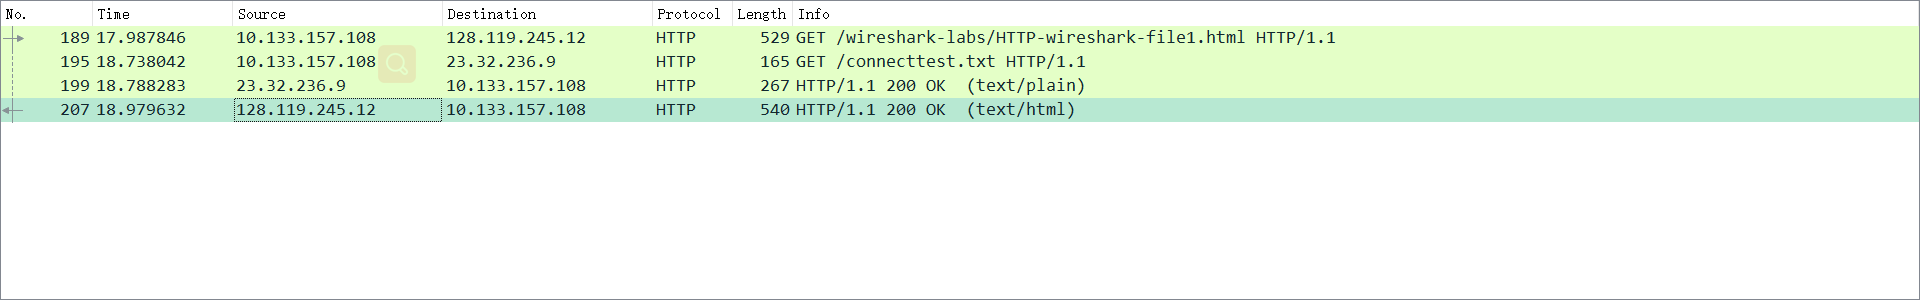 No. Time Source Destination Protocol Length Info
189 17.987846 10.133.157.108 128.119.245.12 HTTP 529 GET /wireshark-labs/HTTP-wireshark-file1.html HTTP/1.1
195 18.738042 10.133.157.108 23.32.236.9 HTTP 165 GET /connecttest.txt HTTP/1.1
199 18.788283 23.32.236.9 10.133.157.108 HTTP 267 HTTP/1.1 200 OK (text/plain)
207 18.979632 128.119.245.12 10.133.157.108 HTTP 540 HTTP/1.1 200 OK (text/html)